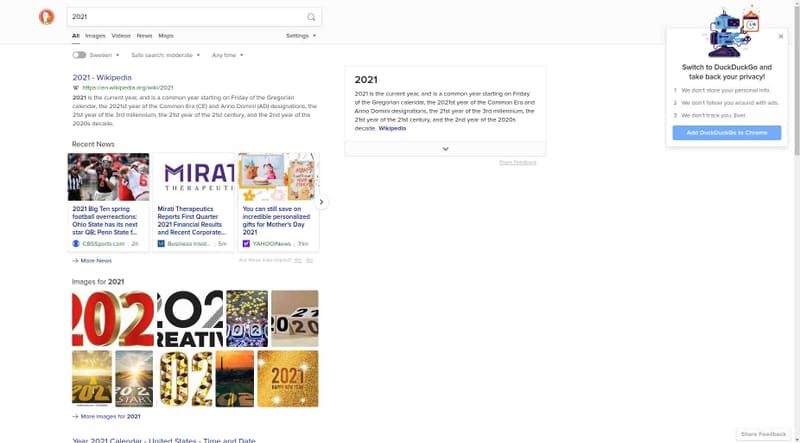 2021
All Images Videos News Maps Settings
Sweden Safe search: moderate Any time
2021 - Wikipedia
W https://en.wikipedia.org/wiki/2021
2021 is the current year, and is a common year starting on Friday of the Gregorian
calendar, the 2021st year of the Common Era (CE) and Anno Domini (AD) designations, the
21st year of the 3rd millennium, the 21st year of the 21st century, and the 2nd year of the
2020s decade.
Recent News
MIRAT
THERAPEUTI
2021 Big Ten spring
football overreactions:
Ohio State has its next
star QB; Penn State f...
CBSSports.com | 2h
Mirati Therapeutics
Reports First Quarter
2021 Financial Results
and Recent Corporate...
Business Insid... | 5m
You can still save on
incredible personalized
gifts for Mother's Day
2021
YAHOO!News | 31m
→ More News
Are these links helpful? Yes No
Images for 2021
202
202
REATIV
202
2020
202
2021
START
202
2021
HAPPY NEW YEAR
→ More Images for 2021
Year 2021 Calendar - United States - Time and Date
2021
2021 is the current year, and is a common year starting on Friday of
the Gregorian calendar, the 2021st year of the Common Era and
Anno Domini designations, the 21st year of the 3rd millennium, the
21st year of the 21st century, and the 2nd year of the 2020s
decade. Wikipedia
Share Feedback
Switch to DuckDuckGo and
take back your privacy!
1 We don't store your personal info.
2 We don't follow you around with ads.
3 We don't track you. Ever.
Add DuckDuckGo to Chrome
Share Feedback